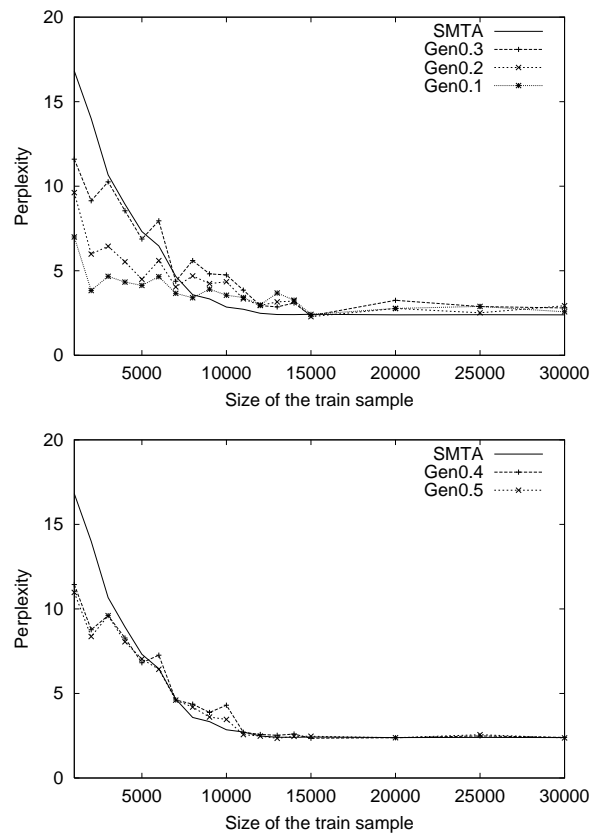 20
15
10
5
0
Perplexity
SMTA
Gen0.3
Gen0.2
Gen0.1
5000 10000 15000 20000 25000 30000
Size of the train sample
20
15
10
5
0
Perplexity
SMTA
Gen0.4
Gen0.5
5000 10000 15000 20000 25000 30000
Size of the train sample